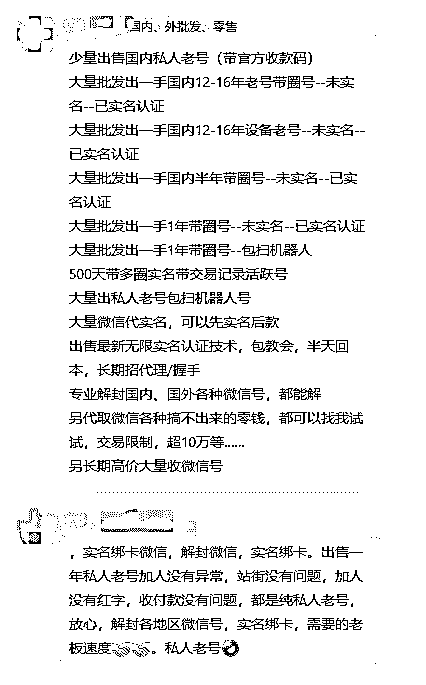 国内、外批发、零售
少量出售国内私人老号（带官方收款码）
大量批发出一手国内12-16年老号带圈号--未实
名--已实名认证
大量批发出一手国内12-16年设备老号--未实名--
已实名认证
大量批发出一手国内半年带圈号--未实名--已实
名认证
大量批发出一手1年带圈号--未实名--已实名认证
大量批发出一手1年带圈号--包扫机器人
500天带多圈实名带交易记录活跃号
大量出私人老号包扫机器人号
大量微信代实名，可以先实名后款
出售最新无限实名认证技术，包教会，半天回
本，长期招代理/握手
专业解封国内、国外各种微信号，都能解
另代取微信各种搞不出来的零钱，都可以找我试
试，交易限制，超10万等......
另长期高价大量收微信号
，实名绑卡微信，解封微信，实名绑卡。出售一
年私人老号加人没有异常，站街没有问题，加人
没有红字，收付款没有问题，都是纯私人老号，
放心，解封各地区微信号，实名绑卡，需要的老
板速度🤝🤝。私人老号